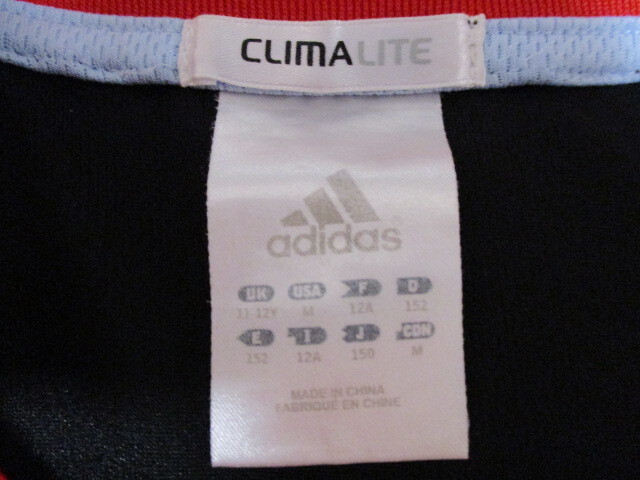 CLIMALITE
adidas®
UK USA F D
11-12Y M 12A 152
E I J CDN
152 12A 150 M
MADE IN CHINA
FABRIQUE EN CHINE